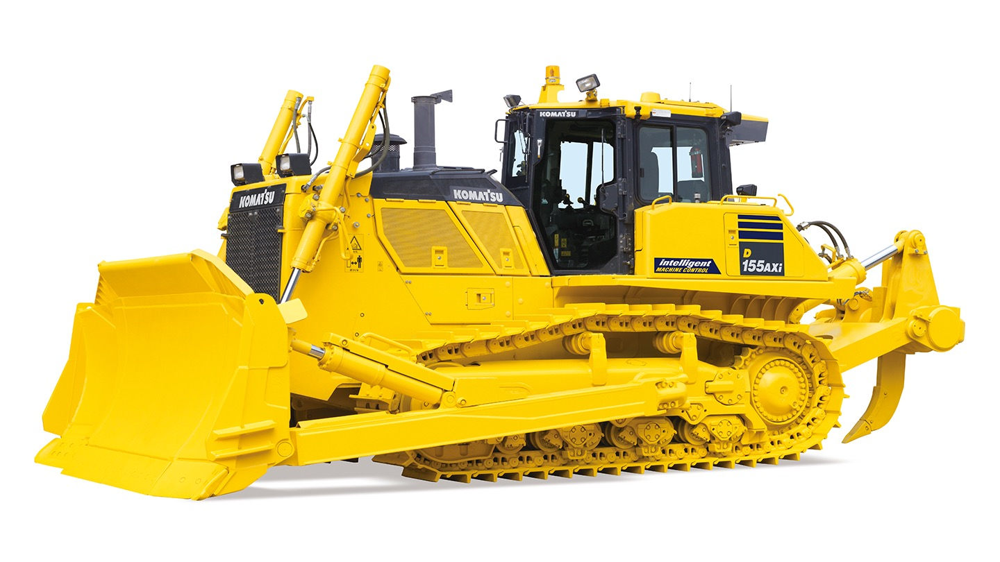 KOMATSU
KOMATSU
KOMATSU
intelligent
MACHINE CONTROL
D
155AXi